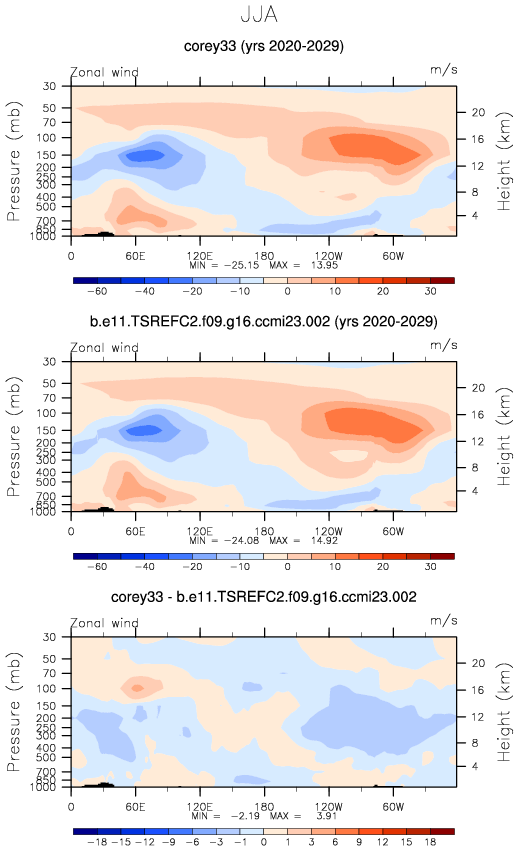 JJA
corey33 (yrs 2020-2029)
Zonal wind m/s
Pressure (mb)
30
50
70
100
150
200
250
300
400
500
700
850
1000
20
16
12
8
4
Height (km)
0 60E 120E 180 120W 60W
MIN = -25.15 MAX = 13.95
-60 -40 -20 -10 0 10 20 30
b.e11.TSREFC2.f09.g16.ccmi23.002 (yrs 2020-2029)
Zonal wind m/s
Pressure (mb)
30
50
70
100
150
200
250
300
400
500
700
850
1000
20
16
12
8
4
Height (km)
0 60E 120E 180 120W 60W
MIN = -24.08 MAX = 14.92
-60 -40 -20 -10 0 10 20 30
corey33 - b.e11.TSREFC2.f09.g16.ccmi23.002
Zonal wind m/s
Pressure (mb)
30
50
70
100
150
200
250
300
400
500
700
850
1000
20
16
12
8
4
Height (km)
0 60E 120E 180 120W 60W
MIN = -2.19 MAX = 3.91
-18 -15 -12 -9 -6 -3 -1 0 1 3 6 9 12 15 18